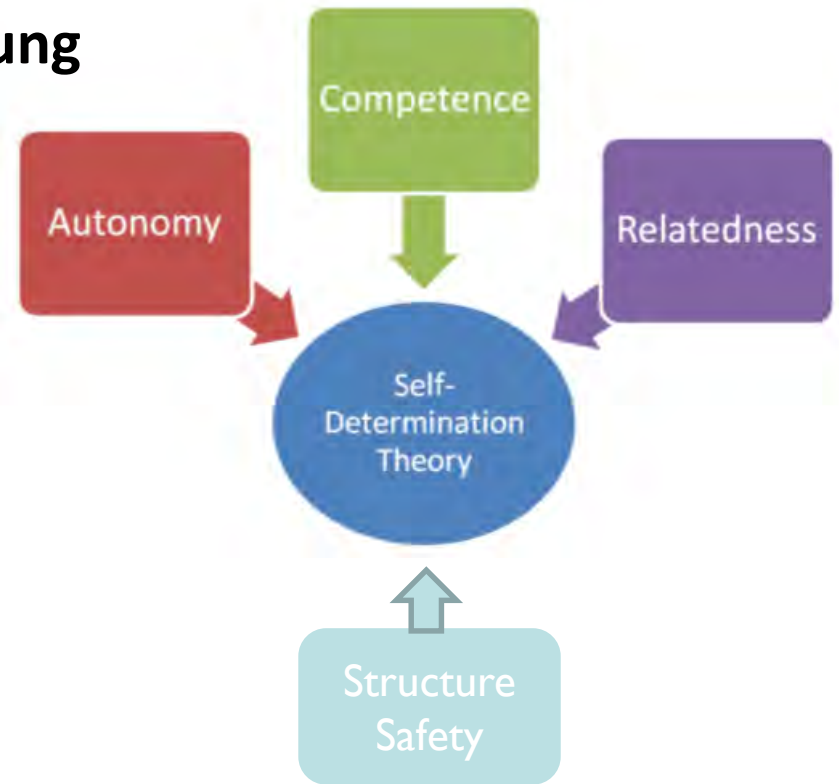 ung
Competence
Autonomy
Relatedness
Self-
Determination
Theory
Structure
Safety